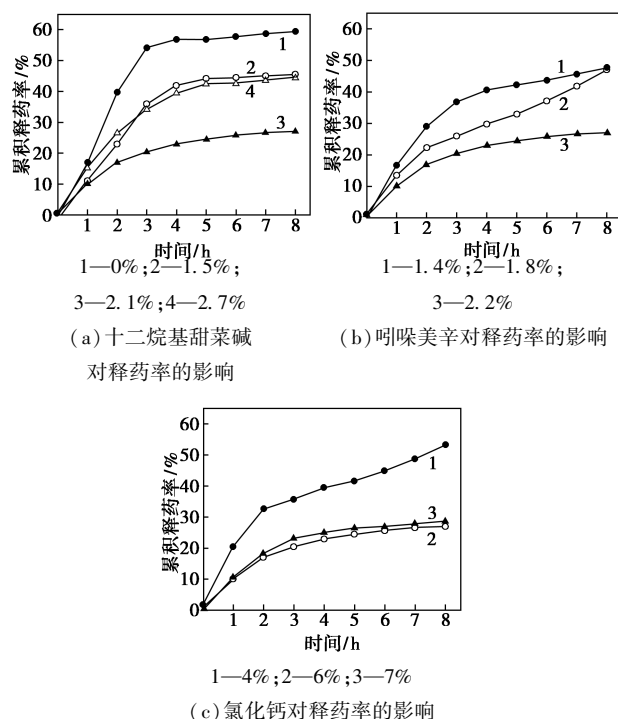 累积释药率/%
60
50
40
30
20
10
0
1
2
4
3
1 2 3 4 5 6 7 8
时间/h
1—0%;2—1.5%;
3—2.1%;4—2.7%
(a)十二烷基甜菜碱
对释药率的影响
累积释药率/%
60
50
40
30
20
10
0
1
2
3
1 2 3 4 5 6 7 8
时间/h
1—1.4%;2—1.8%;
3—2.2%
(b)吲哚美辛对释药率的影响
累积释药率/%
60
50
40
30
20
10
0
1
3
2
1 2 3 4 5 6 7 8
时间/h
1—4%;2—6%;3—7%
(c)氯化钙对释药率的影响